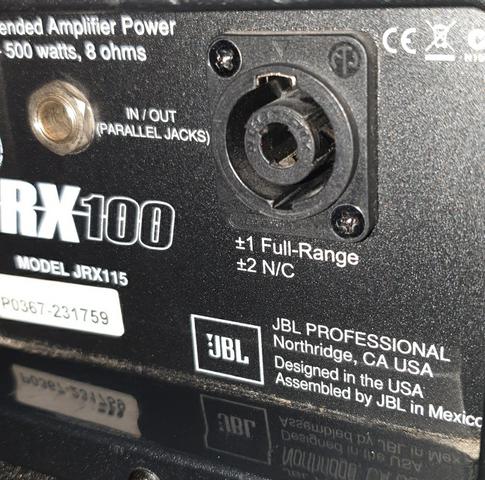 ended Amplifier Power
500 watts, 8 ohms
IN / OUT
(PARALLEL JACKS)
RX100
MODEL JRX115
P0367-231759
±1 Full-Range
±2 N/C
CE
JBL
JBL PROFESSIONAL
Northridge, CA USA
Designed in the USA
Assembled by JBL in Mexico